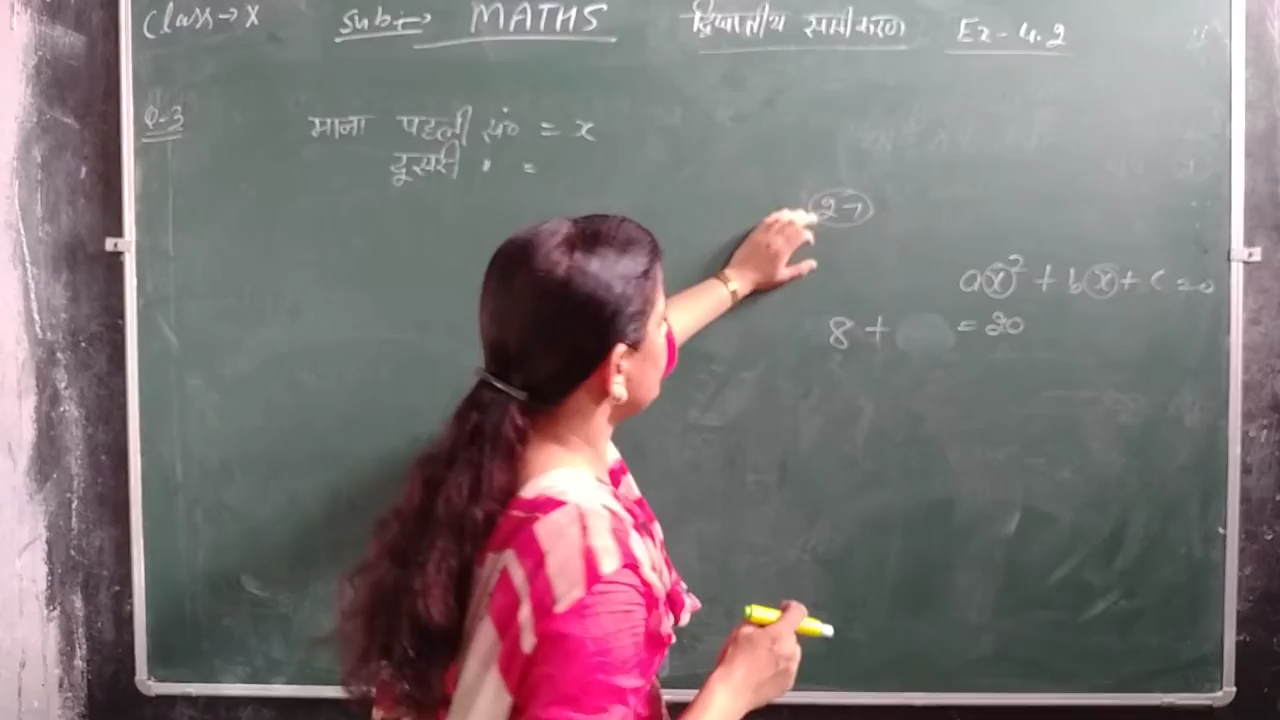 Class → X Sub:→ MATHS द्विघातीय समीकरण Ex - 4.2
Q-3 माना पहली सं० = x
दूसरी " =
27
ax² + bx + c = 0
8 + = 20